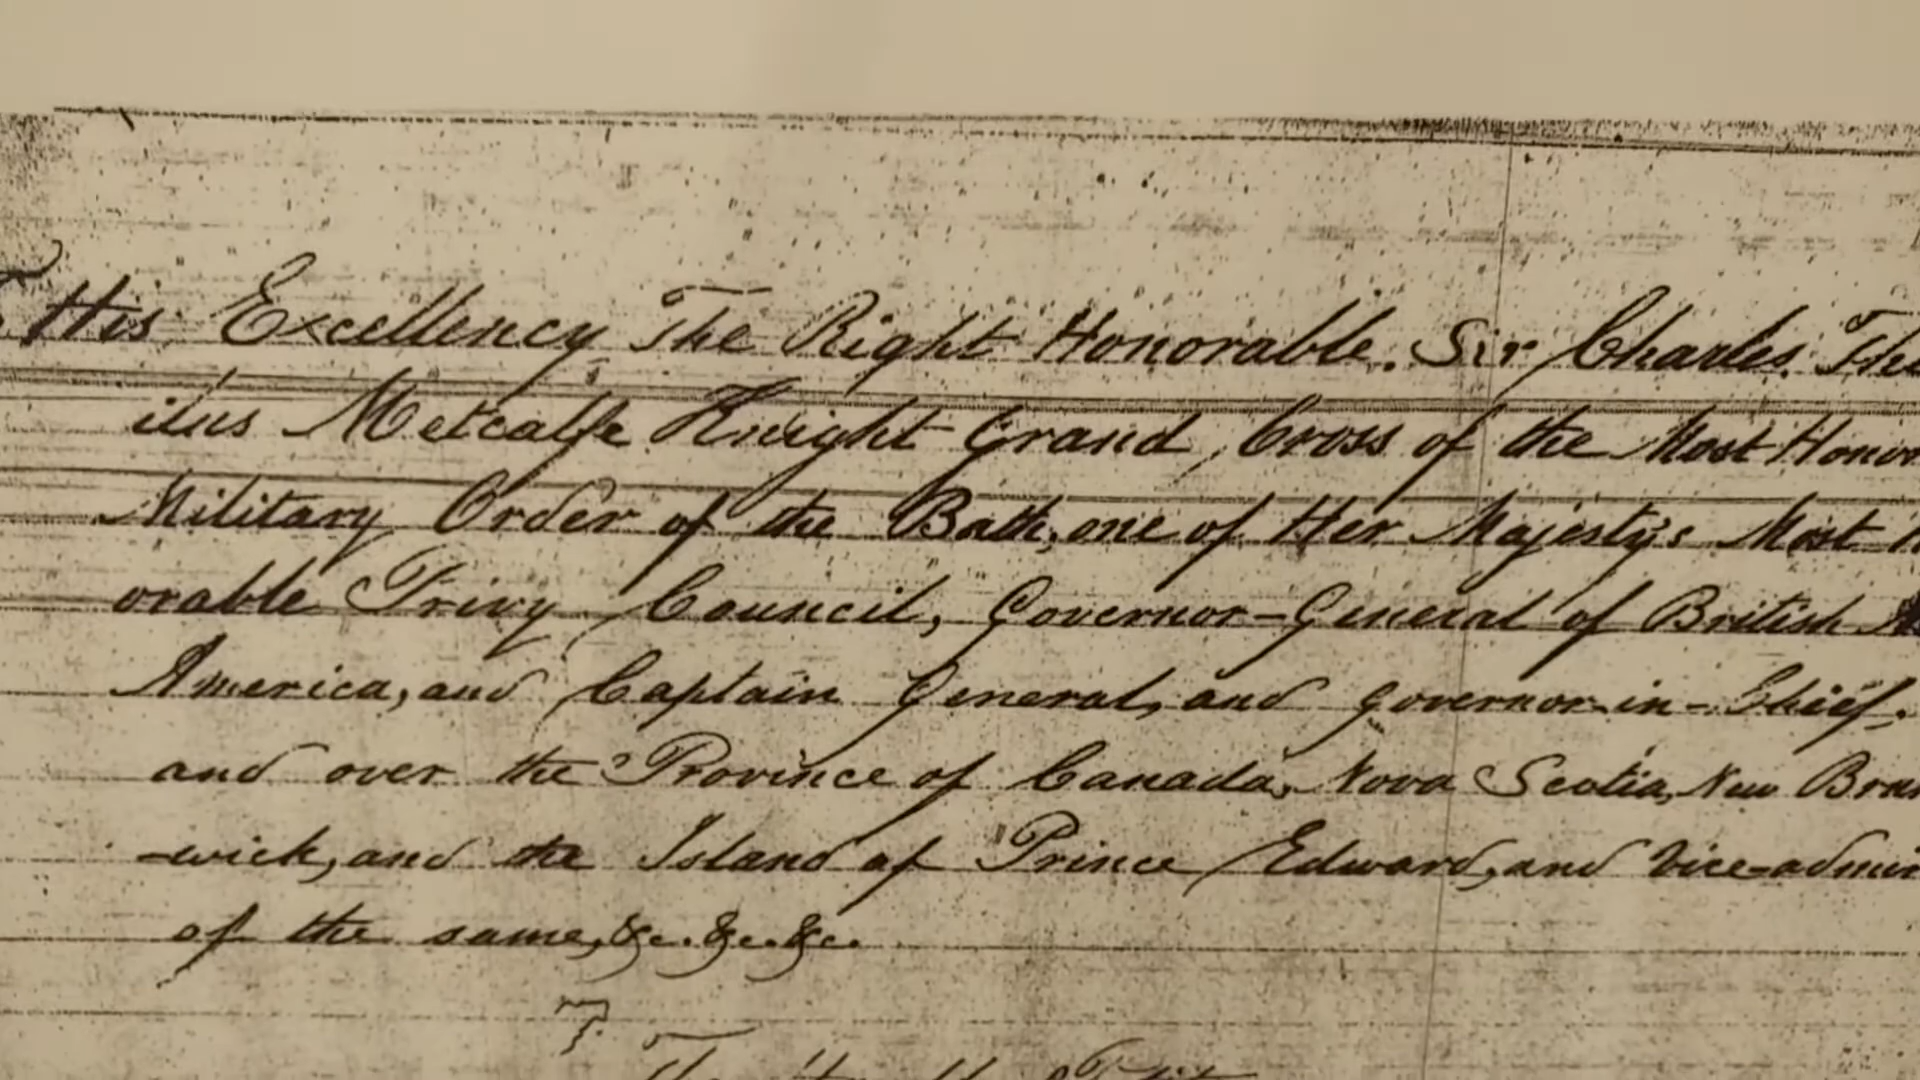 His Excellency The Right Honorable. Sir Charles. The
ilus Metcalfe Knight Grand Cross of the Most Honor
Military Order of the Bath, one of Her Majesty's Most H
orable Privy Council, Governor-General of British
America, and Captain General, and Governor-in-Chief,
and over the Province of Canada, Nova Scotia, New Brun
-wick, and the Island of Prince Edward, and Vice-admir
of the same, &c. &c. &c.